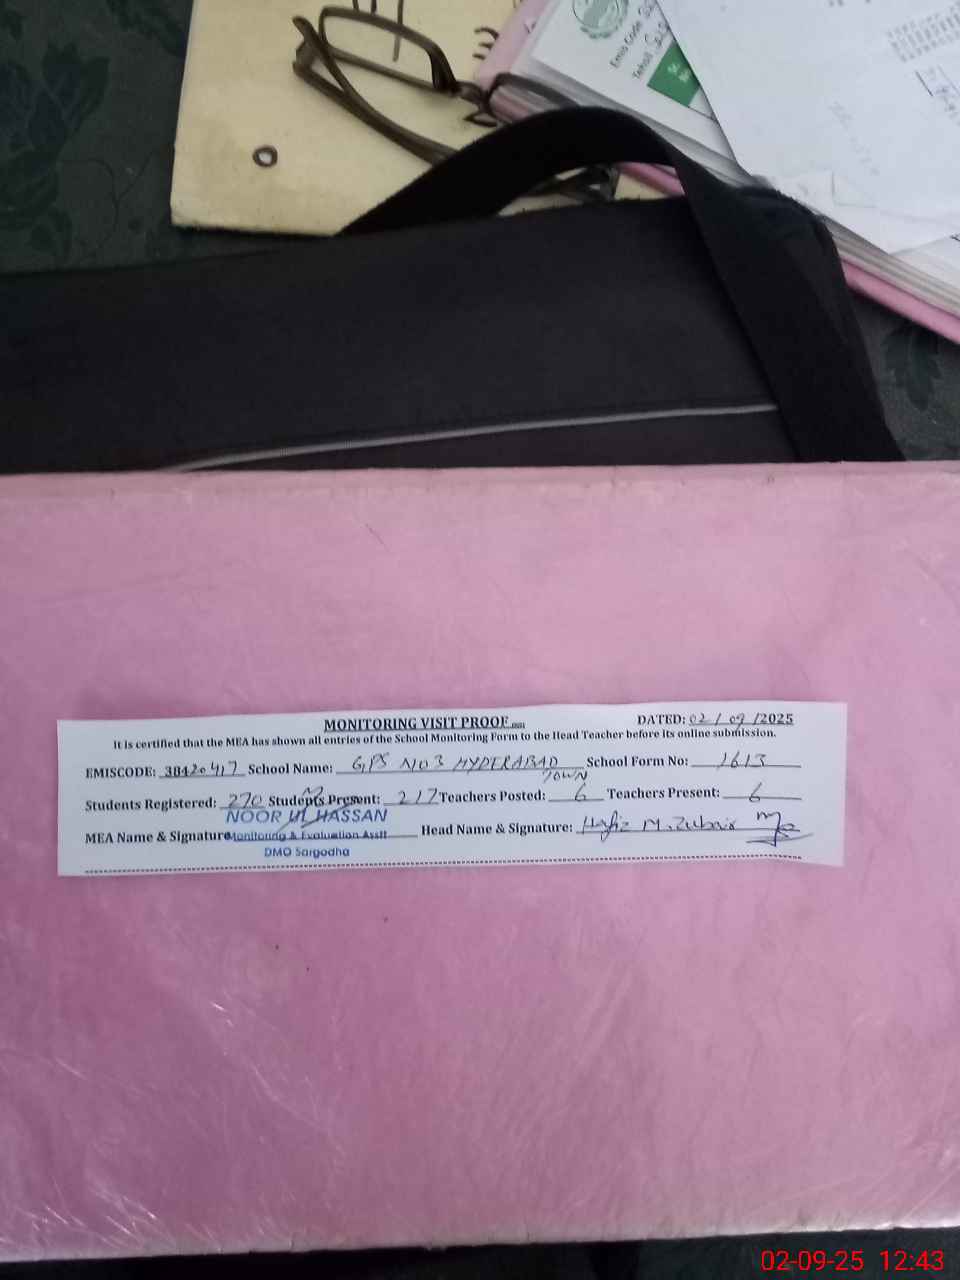 Emis Code
Tehsil
MONITORING VISIT PROOF
DATED: 02/09/2025
It is certified that the MEA has shown all entries of the School Monitoring Form to the Head Teacher before its online submission.
EMISCODE: 38420417 School Name: GPS NO3 HYDERABAD TOWN School Form No: 1613
Students Registered: 270 Students Present: 217 Teachers Posted: 6 Teachers Present: 6
NOOR UL HASSAN
MEA Name & Signature Monitoring & Evaluation Asstt Head Name & Signature: Hafiz M. Zubair
DMO Sargodha
02-09-25 12:43